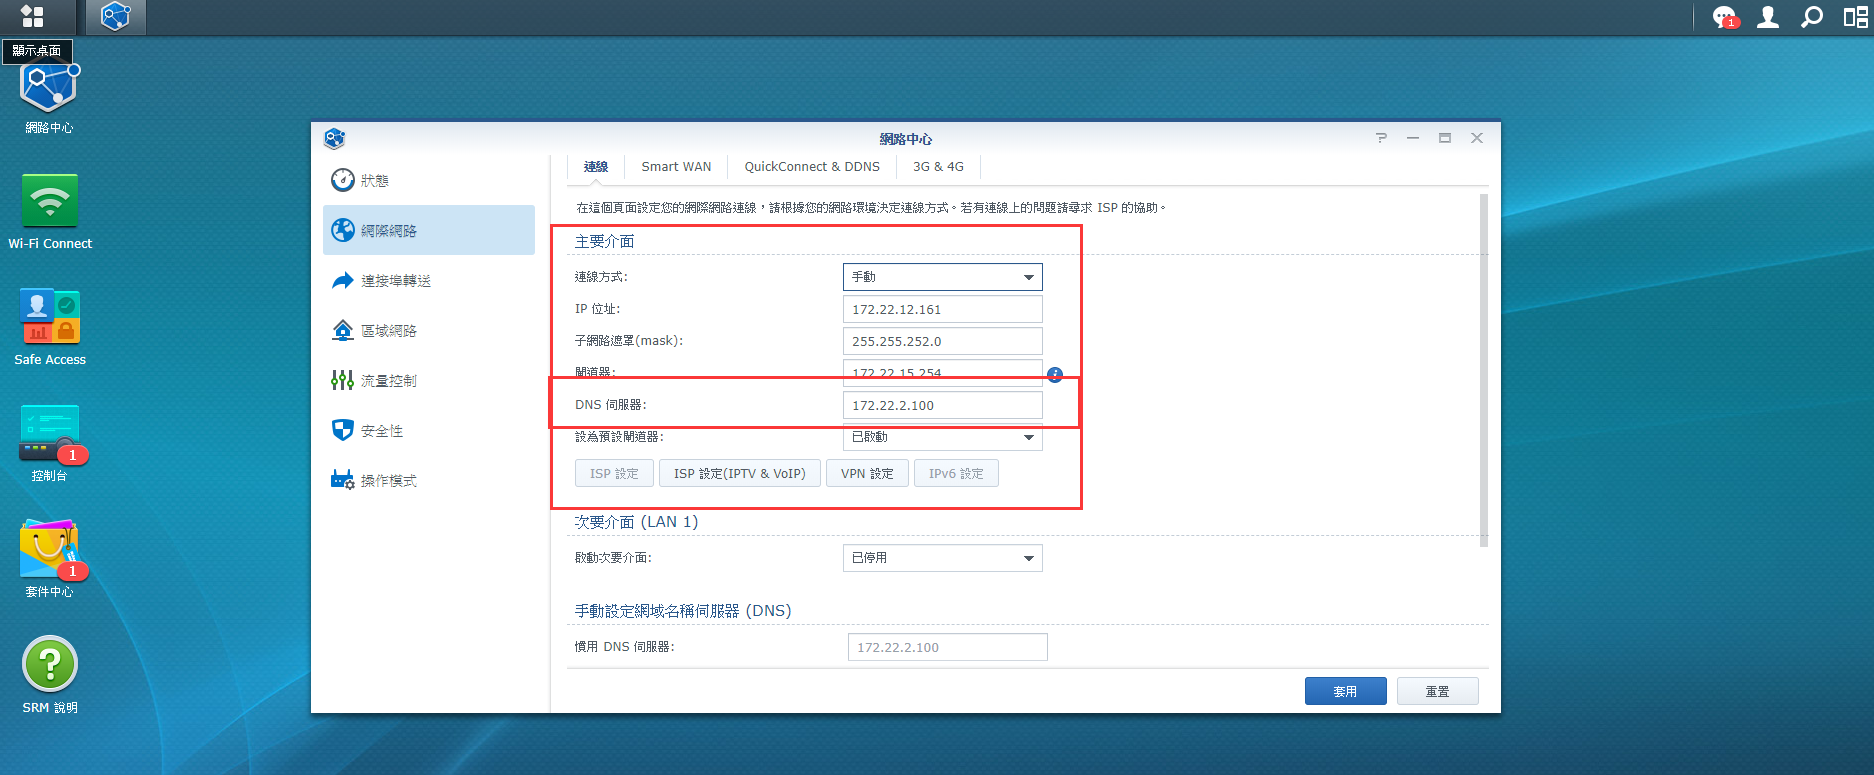 1
顯示桌面
網路中心
Wi-Fi Connect
Safe Access
1
控制台
1
套件中心
SRM 說明
網路中心
狀態
網際網路
連接埠轉送
區域網路
流量控制
安全性
操作模式
連線 Smart WAN QuickConnect & DDNS 3G & 4G
在這個頁面設定您的網際網路連線，請根據您的網路環境決定連線方式。若有連線上的問題請尋求 ISP 的協助。
主要介面
連線方式: 手動
IP 位址: 172.22.12.161
子網路遮罩(mask): 255.255.252.0
閘道器: 172.22.15.254
DNS 伺服器: 172.22.2.100
設為預設閘道器: 已啟動
ISP 設定 ISP 設定(IPTV & VoIP) VPN 設定 IPv6 設定
次要介面 (LAN 1)
啟動次要介面: 已停用
手動設定網域名稱伺服器 (DNS)
慣用 DNS 伺服器: 172.22.2.100
套用 重置